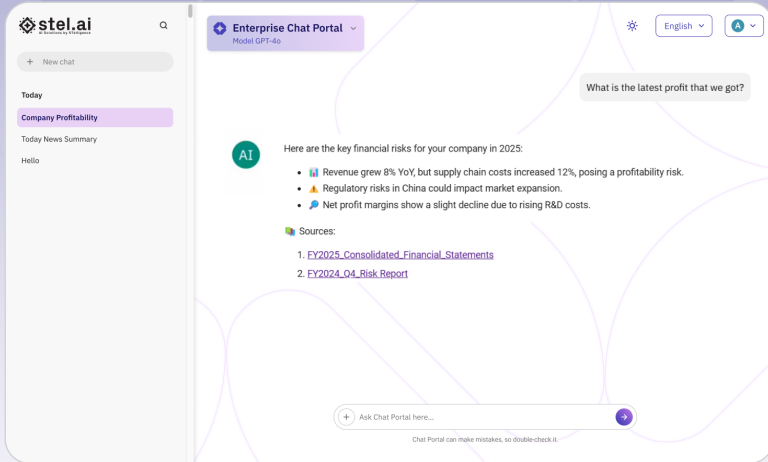 stel.ai
AI Solutions by STelligence
+ New chat
Today
Company Profitability
Today News Summary
Hello
Enterprise Chat Portal
Model GPT-4o
English
A
What is the latest profit that we got?
AI
Here are the key financial risks for your company in 2025:
• 📊 Revenue grew 8% YoY, but supply chain costs increased 12%, posing a profitability risk.
• ⚠️ Regulatory risks in China could impact market expansion.
• 🔎 Net profit margins show a slight decline due to rising R&D costs.
📚 Sources:
1. FY2025_Consolidated_Financial_Statements
2. FY2024_Q4_Risk Report
+ Ask Chat Portal here...
Chat Portal can make mistakes, so double-check it.